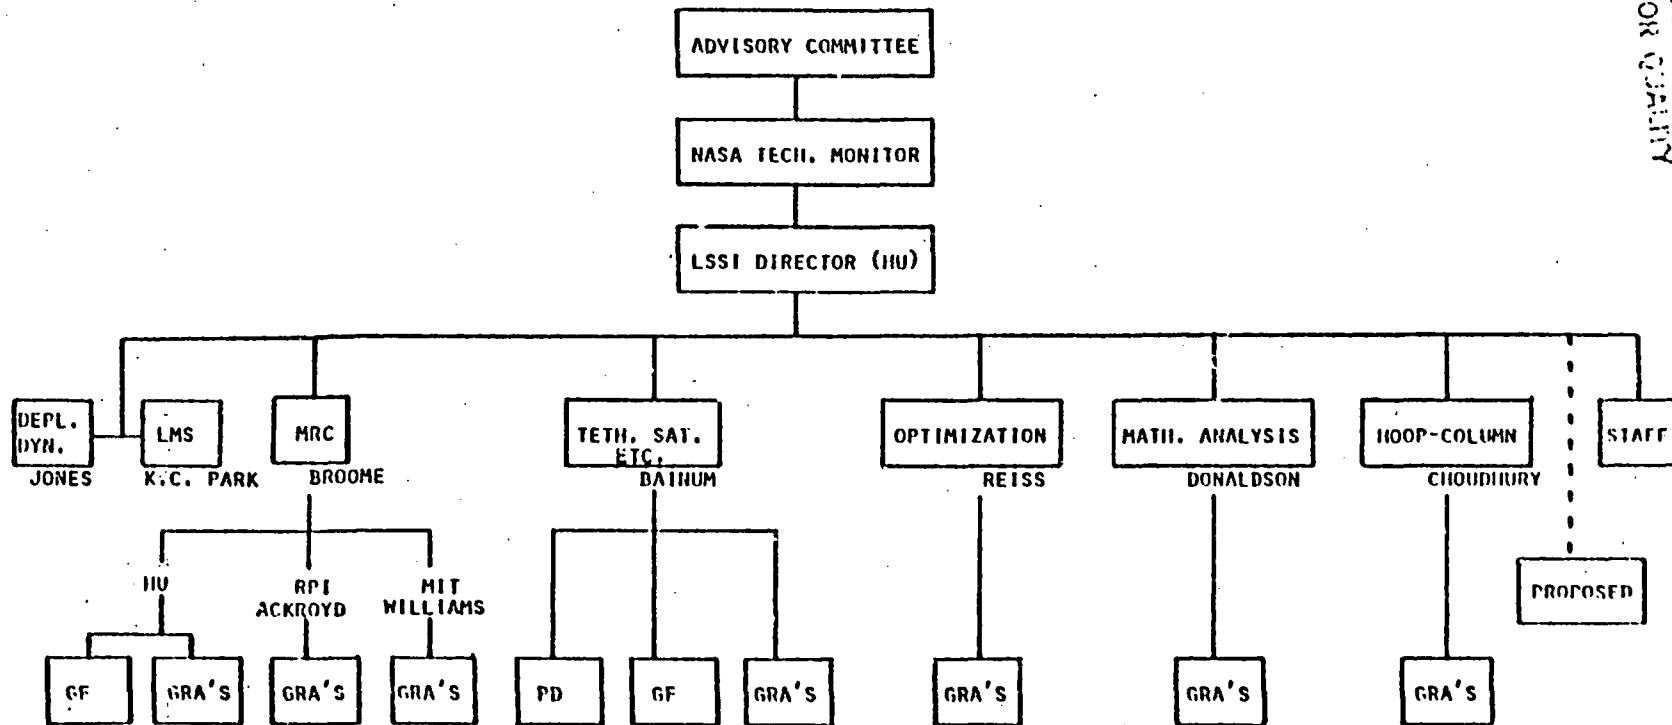 OR QUALITY
ADVISORY COMMITTEE
NASA TECH. MONITOR
LSSI DIRECTOR (HU)
DEPL.
DYN.
JONES
LMS
K.C. PARK
MRC
BROOME
TETH. SAT.
ETC.
BAINUM
OPTIMIZATION
REISS
MATH. ANALYSIS
DONALDSON
HOOP-COLUMN
CHOUDHURY
STAFF
PROPOSED
HU
RPI
ACKROYD
MIT
WILLIAMS
GF
GRA'S
GRA'S
GRA'S
PD
GF
GRA'S
GRA'S
GRA'S
GRA'S